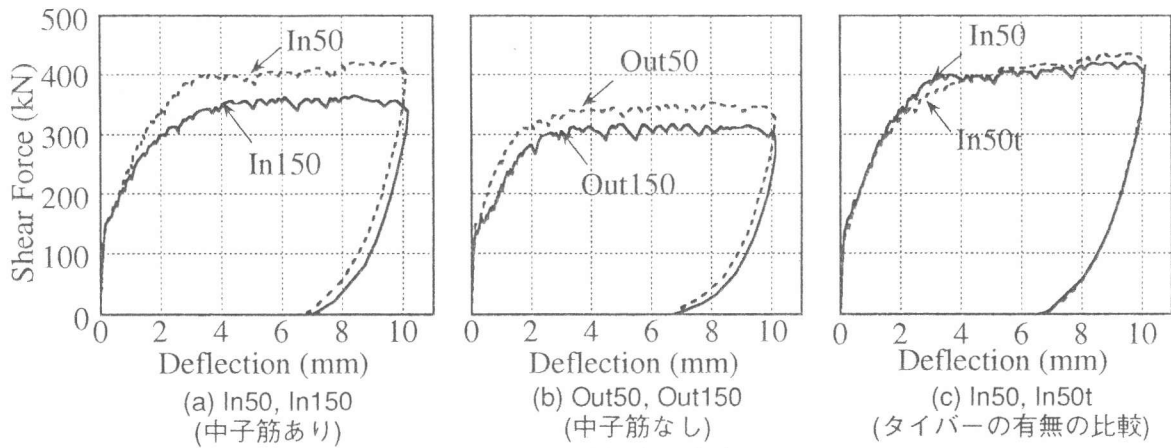 500
400
300
200
100
0
Shear Force (kN)
In50
In150
0 2 4 6 8 10
Deflection (mm)
(a) In50, In150
(中子筋あり)
Out50
Out150
0 2 4 6 8 10
Deflection (mm)
(b) Out50, Out150
(中子筋なし)
In50
In50t
0 2 4 6 8 10
Deflection (mm)
(c) In50, In50t
(タイバーの有無の比較)